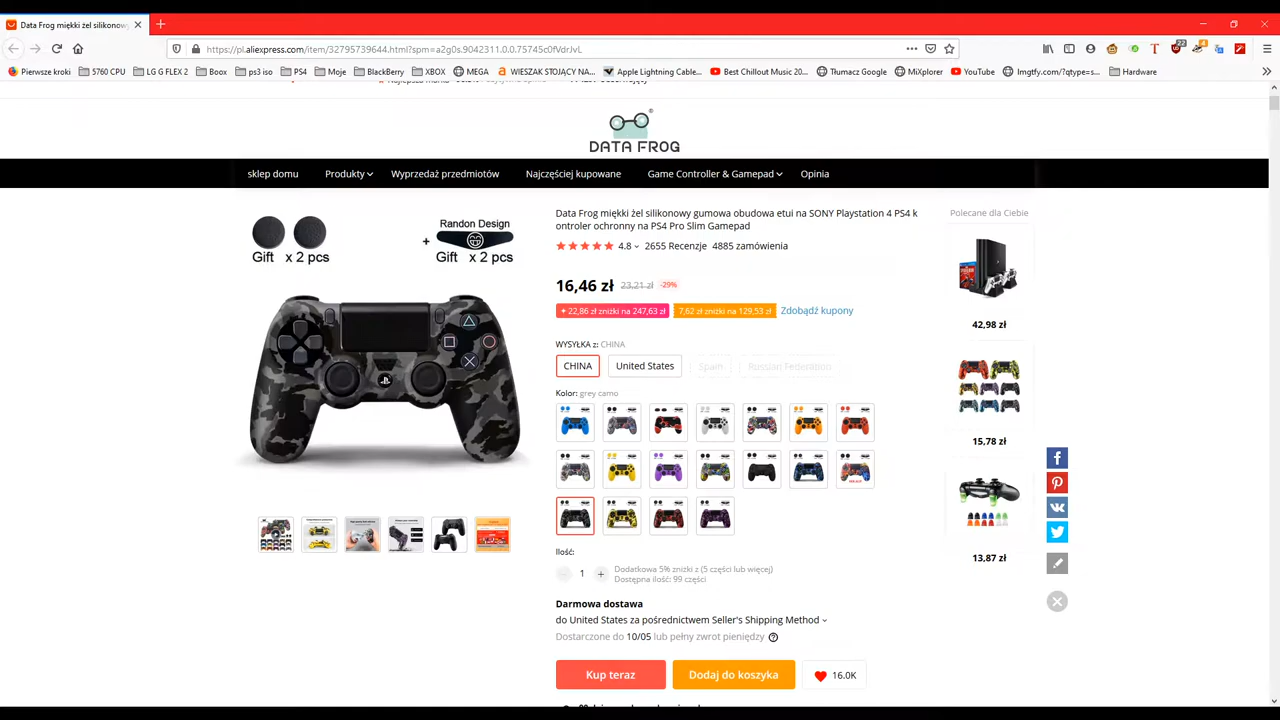 Data Frog miękki żel silikonowy
https://pl.aliexpress.com/item/32795739644.html?spm=a2g0s.9042311.0.0.75745c0fVdrJvL
Pierwsze kroki 5760 CPU LG G FLEX 2 Boox ps3 iso PS4 Moje BlackBerry XBOX MEGA WIESZAK STOJĄCY NA... Apple Lightning Cable... Best Chillout Music 20... Tłumacz Google MiXplorer YouTube lmgtfy.com/?qtype=s... Hardware
DATA FROG
sklep domu Produkty Wyprzedaż przedmiotów Najczęściej kupowane Game Controller & Gamepad Opinia
Gift x 2 pcs
+ Randon Design
Gift x 2 pcs
Data Frog miękki żel silikonowy gumowa obudowa etui na SONY Playstation 4 PS4 k
ontroler ochronny na PS4 Pro Slim Gamepad
4.8 2655 Recenzje 4885 zamówienia
16,46 zł 23,21 zł -29%
+ 22,86 zł zniżki na 247,63 zł 7,62 zł zniżki na 129,53 zł Zdobądź kupony
WYSYŁKA z: CHINA
CHINA United States Spain Russian Federation
Kolor: grey camo
Ilość:
1 Dodatkowa 5% zniżki z (5 części lub więcej)
Dostępna ilość: 99 części
Darmowa dostawa
do United States za pośrednictwem Seller's Shipping Method
Dostarczone do 10/05 lub pełny zwrot pieniędzy
Kup teraz Dodaj do koszyka 16.0K
Polecane dla Ciebie
42,98 zł
15,78 zł
13,87 zł